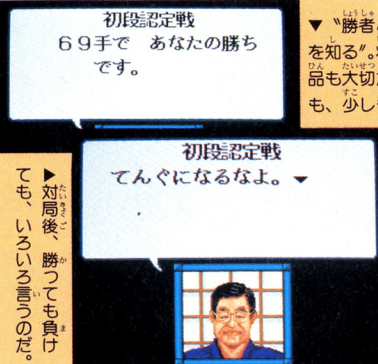 初段認定戦
69手で　あなたの勝ち
です。
▼〝勝者
を知る〟。
品も大切
も、少し
初段認定戦
てんぐになるなよ。▼
▶対局後、勝っても負け
ても、いろいろ言うのだ。